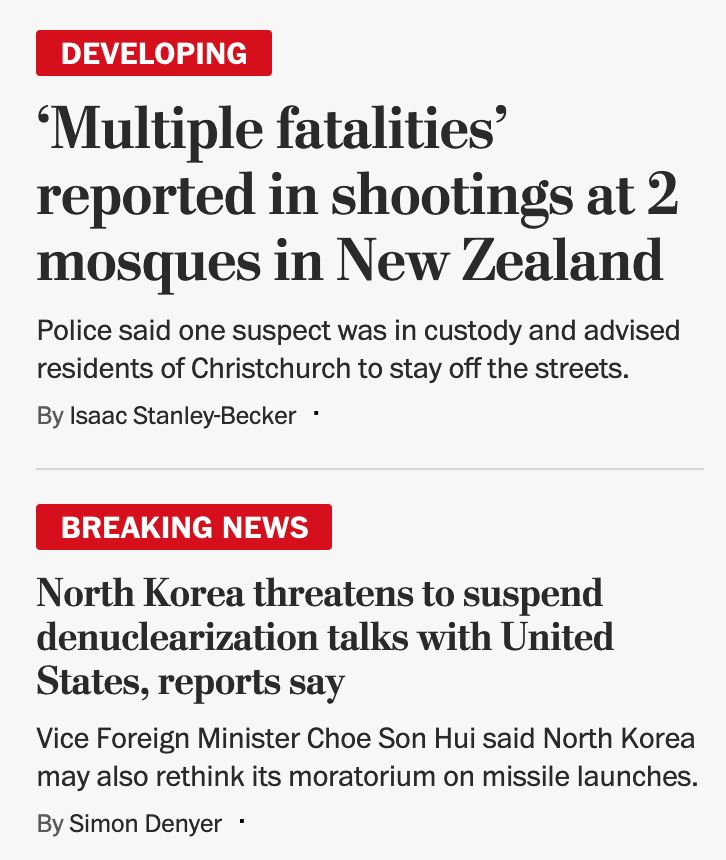 DEVELOPING
‘Multiple fatalities’
reported in shootings at 2
mosques in New Zealand
Police said one suspect was in custody and advised
residents of Christchurch to stay off the streets.
By Isaac Stanley-Becker ·
BREAKING NEWS
North Korea threatens to suspend
denuclearization talks with United
States, reports say
Vice Foreign Minister Choe Son Hui said North Korea
may also rethink its moratorium on missile launches.
By Simon Denyer ·